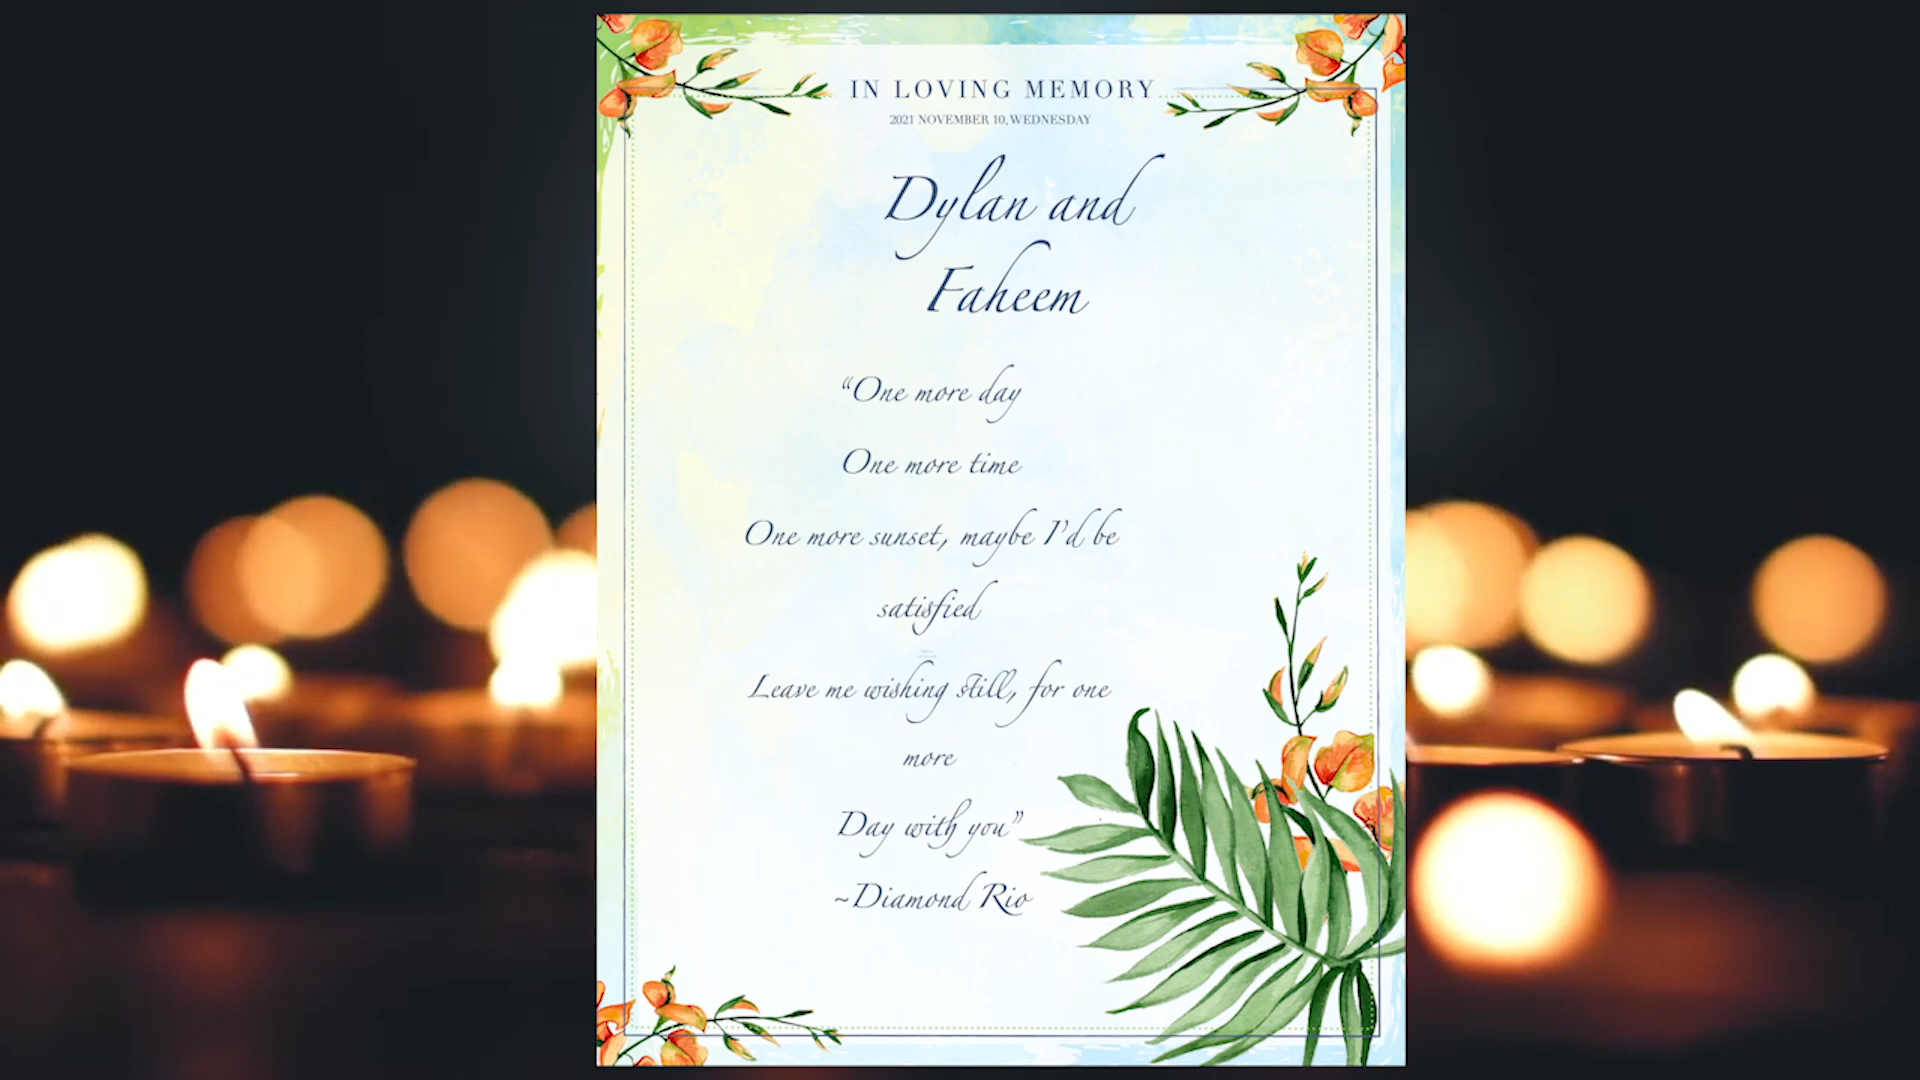 IN LOVING MEMORY
2021 NOVEMBER 10, WEDNESDAY
Dylan and
Faheem
“One more day
One more time
One more sunset, maybe I'd be
satisfied
Leave me wishing still, for one
more
Day with you”
~Diamond Rio